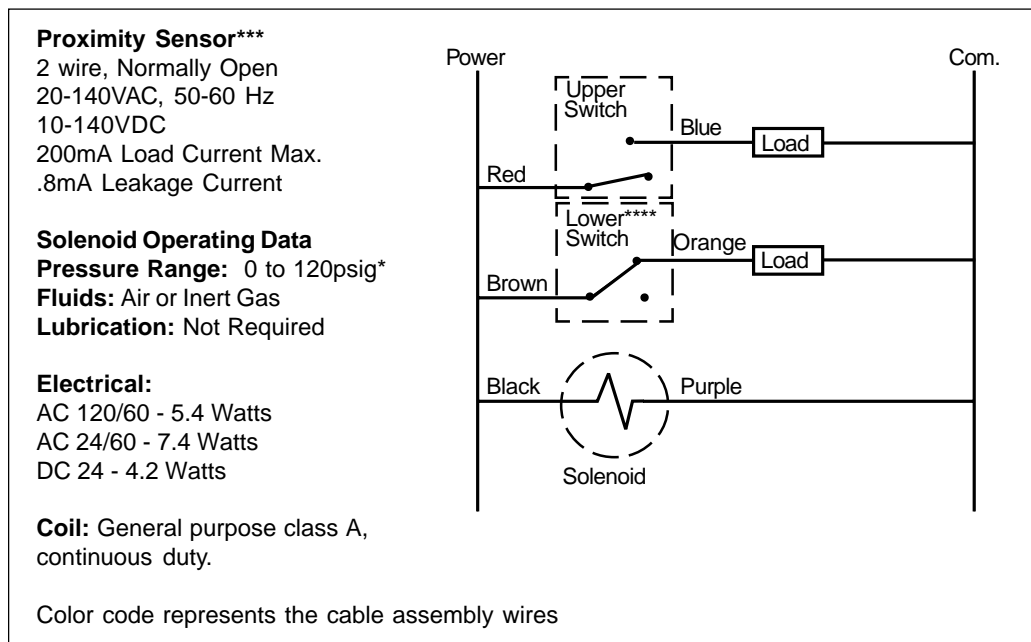 Proximity Sensor***
2 wire, Normally Open
20-140VAC, 50-60 Hz
10-140VDC
200mA Load Current Max.
.8mA Leakage Current
Solenoid Operating Data
Pressure Range: 0 to 120psig*
Fluids: Air or Inert Gas
Lubrication: Not Required
Electrical:
AC 120/60 - 5.4 Watts
AC 24/60 - 7.4 Watts
DC 24 - 4.2 Watts
Coil: General purpose class A,
continuous duty.
Color code represents the cable assembly wires
Power
Com.
Upper
Switch
Blue
Load
Red
Lower****
Switch
Orange
Load
Brown
Black
Purple
Solenoid